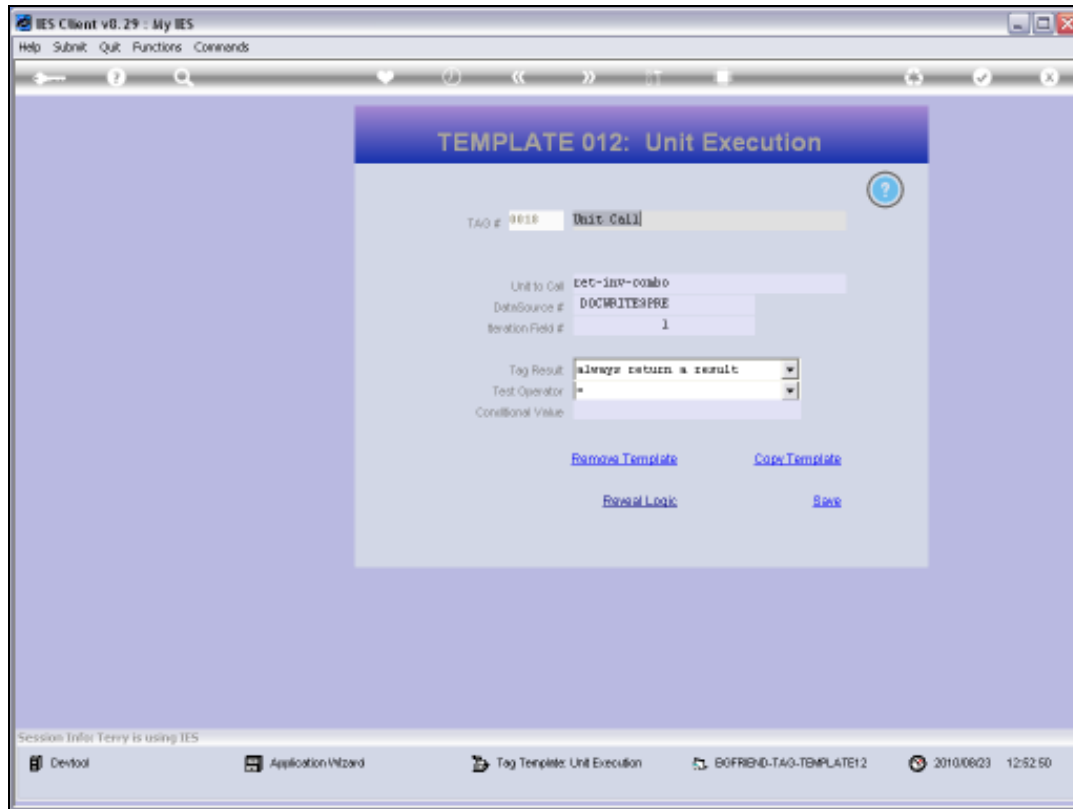 IES Client v8.29 : My IES
Help Submit Quit Functions Commands
TEMPLATE 012: Unit Execution
TAG # 0018 Unit Call
Unit to Call ret-inv-combo
DataSource # DOCWRITESPRE
Iteration Field # 1
Tag Result always return a result
Test Operator =
Conditional Value
Remove Template Copy Template
Reveal Logic Save
Session Info: Terry is using IES
Devtool Application Wizard Tag Template: Unit Execution BGFRIEND-TAG-TEMPLATE12 2010/08/23 12:52:50